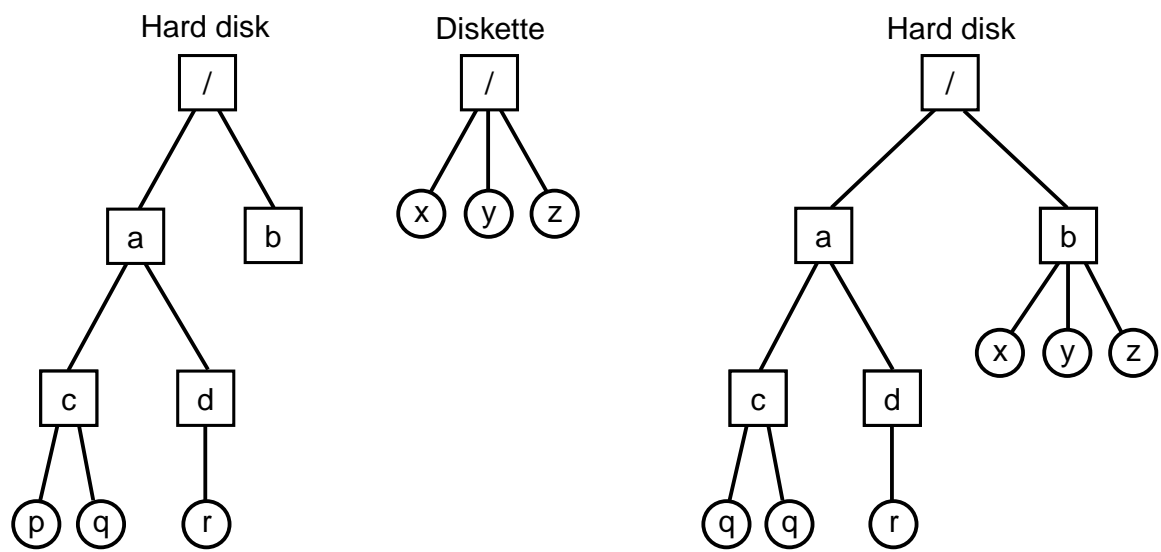 Hard disk Diskette Hard disk
/ / /
x y z
a b a b
x y z
c d c d
p q r q q r